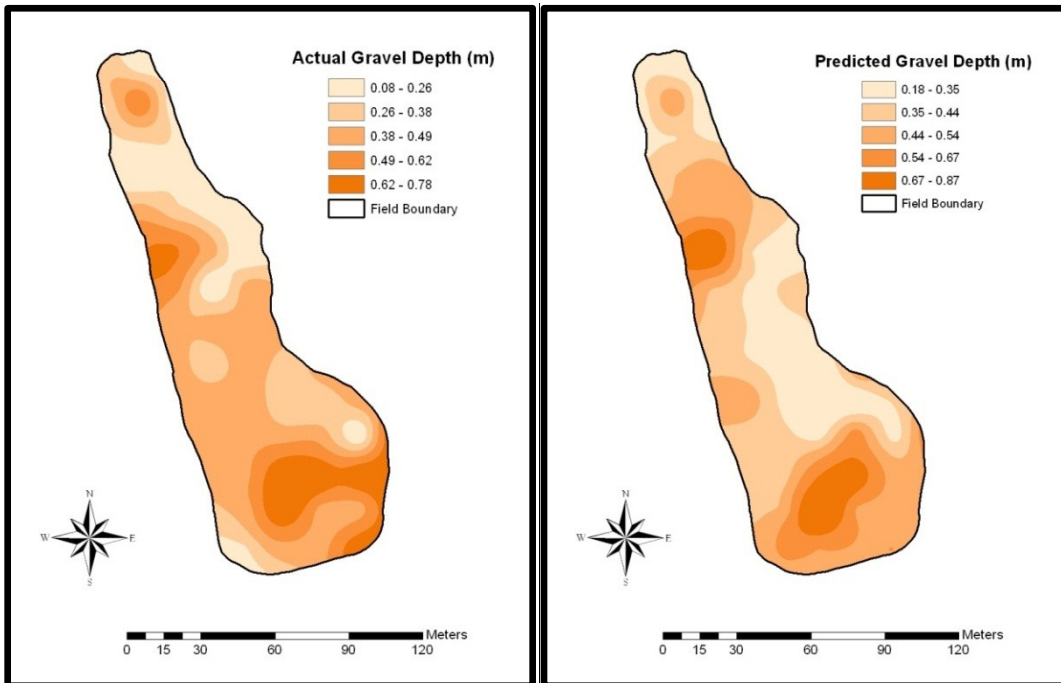 Actual Gravel Depth (m)
0.08 - 0.26
0.26 - 0.38
0.38 - 0.49
0.49 - 0.62
0.62 - 0.78
Field Boundary
N
W E
S
Meters
0 15 30 60 90 120
Predicted Gravel Depth (m)
0.18 - 0.35
0.35 - 0.44
0.44 - 0.54
0.54 - 0.67
0.67 - 0.87
Field Boundary
N
W E
S
Meters
0 15 30 60 90 120